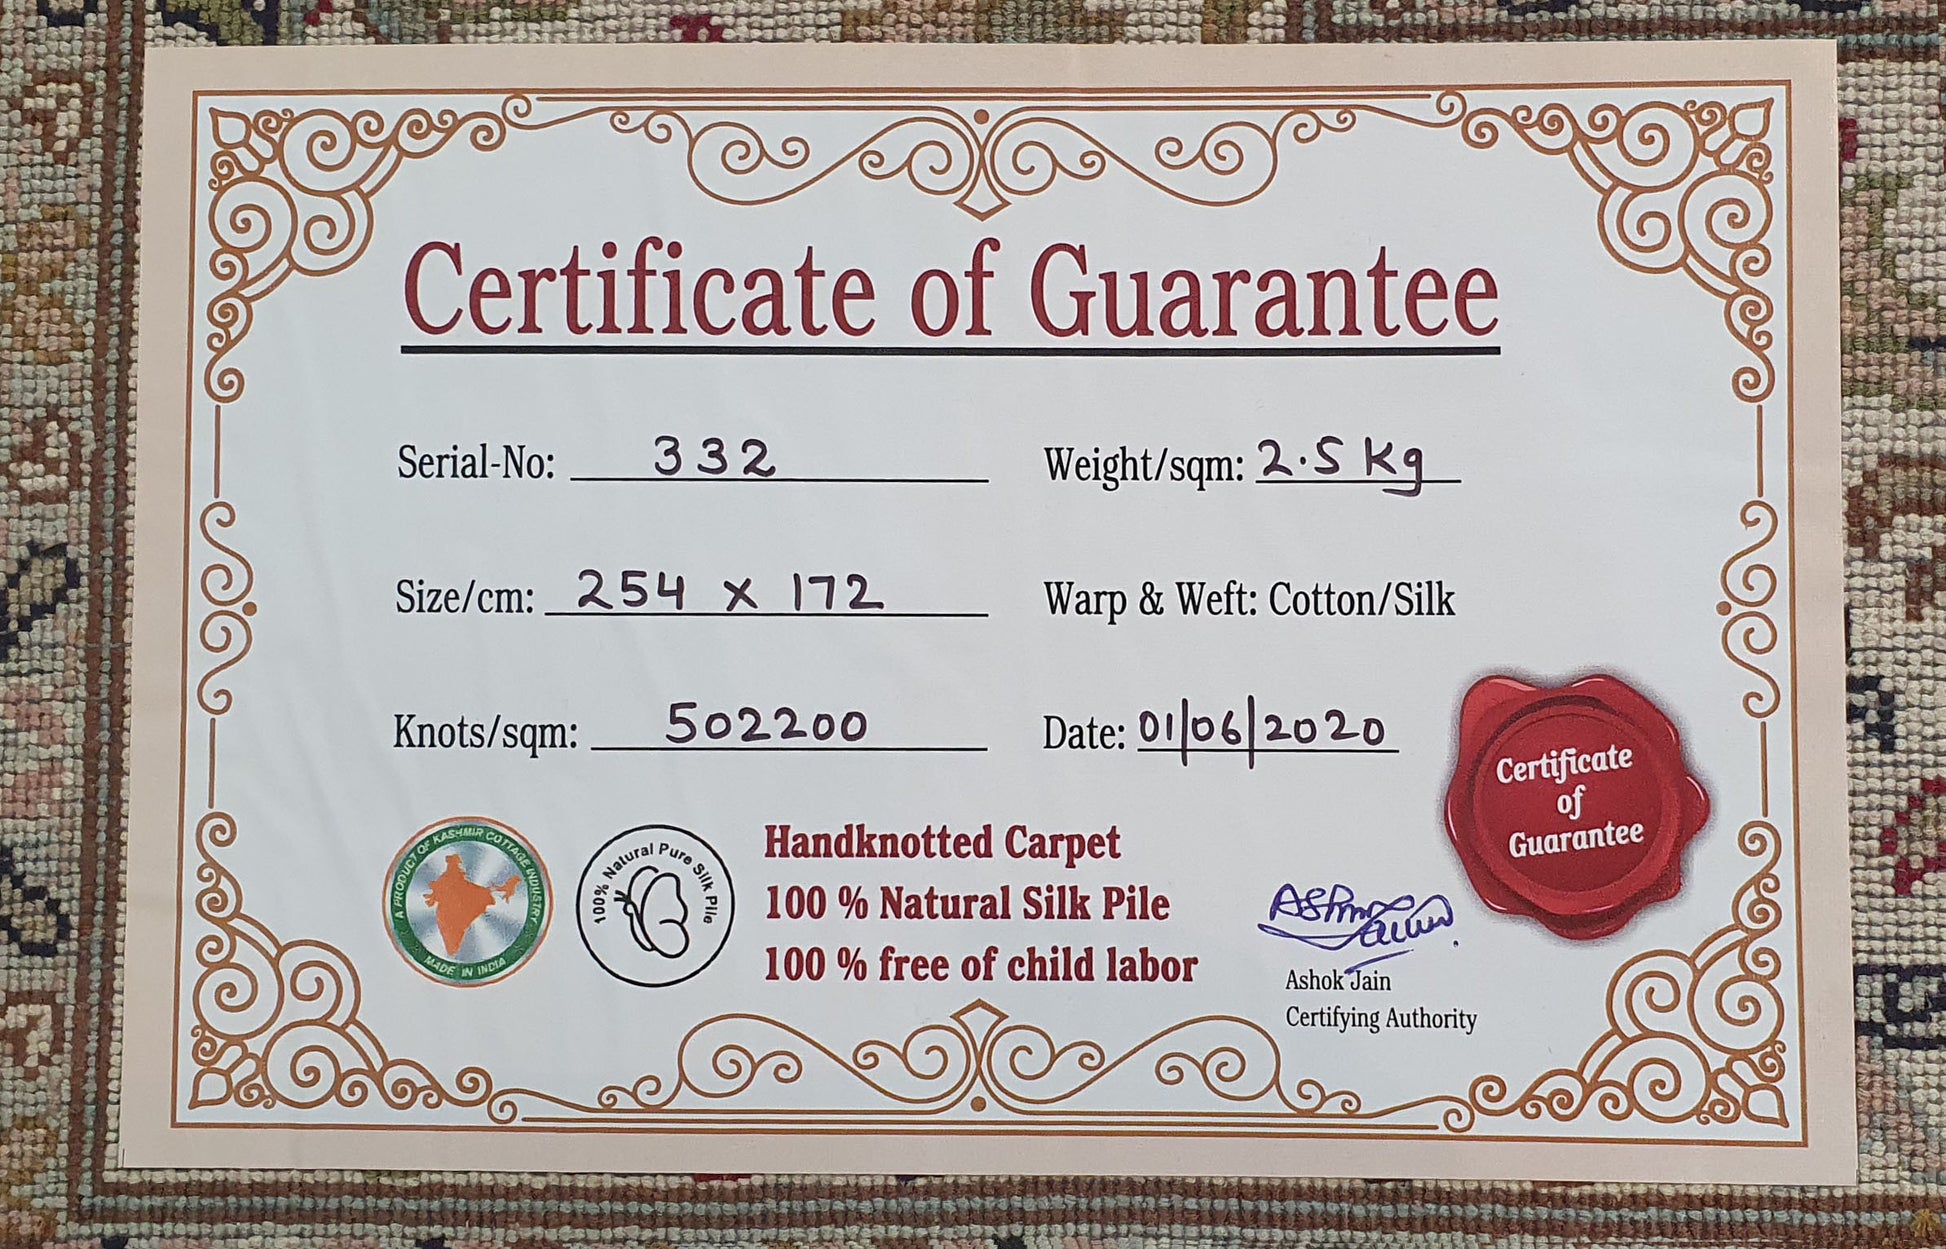 Certificate of Guarantee
Serial-No: 332
Weight/sqm: 2.5 Kg
Size/cm: 254 x 172
Warp & Weft: Cotton/Silk
Knots/sqm: 502200
Date: 01/06/2020
Certificate
of
Guarantee
A PRODUCT OF KASHMIR COTTAGE INDUSTRY
MADE IN INDIA
100% Natural Pure Silk Pile
Handknotted Carpet
100 % Natural Silk Pile
100 % free of child labor
Ashok Jain
Certifying Authority